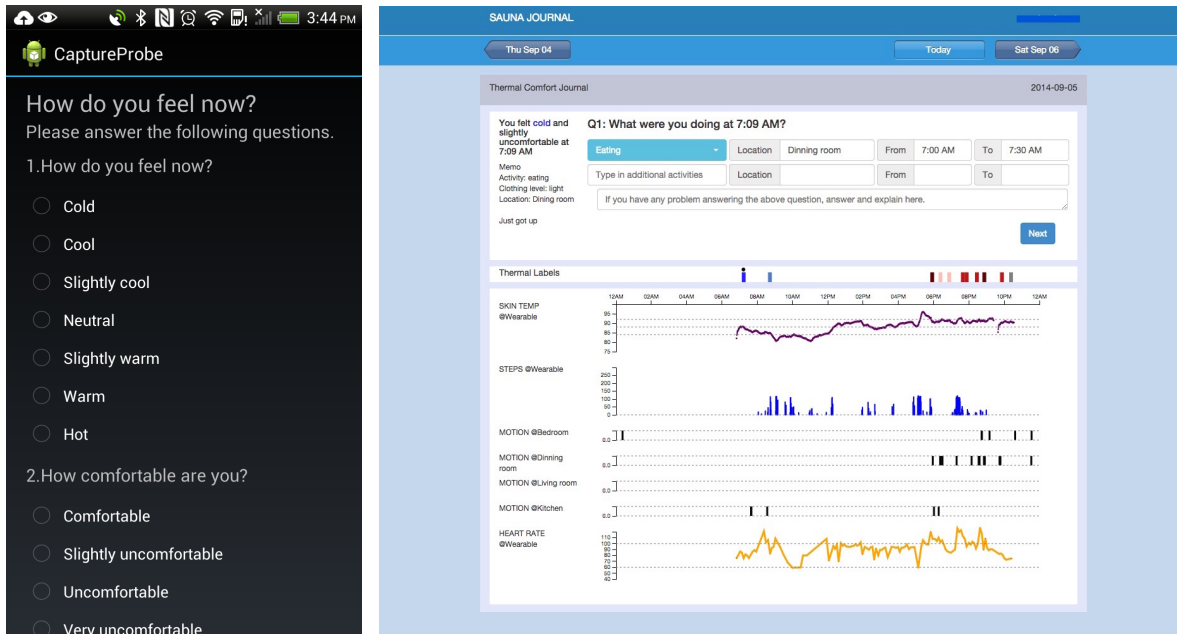 3:44 PM
CaptureProbe
How do you feel now?
Please answer the following questions.
1.How do you feel now?
Cold
Cool
Slightly cool
Neutral
Slightly warm
Warm
Hot
2.How comfortable are you?
Comfortable
Slightly uncomfortable
Uncomfortable
Very uncomfortable
SAUNA JOURNAL
Thu Sep 04
Today
Sat Sep 06
Thermal Comfort Journal
2014-09-05
You felt cold and
slightly
uncomfortable at
7:09 AM
Memo
Activity: eating
Clothing level: light
Location: Dining room
Just got up
Q1: What were you doing at 7:09 AM?
Eating Location Dinning room From 7:00 AM To 7:30 AM
Type in additional activities Location From To
If you have any problem answering the above question, answer and explain here.
Next
Thermal Labels
12AM 02AM 04AM 06AM 08AM 10AM 12PM 02PM 04PM 06PM 08PM 10PM 12AM
SKIN TEMP
@Wearable
95
90
80
75
STEPS @Wearable
250
200
150
100
50
0
MOTION @Bedroom
0.0
MOTION @Dinning
room
0.0
MOTION @Living room
0.0
MOTION @Kitchen
0.0
HEART RATE
@Wearable
110
100
90
80
70
60
50
40